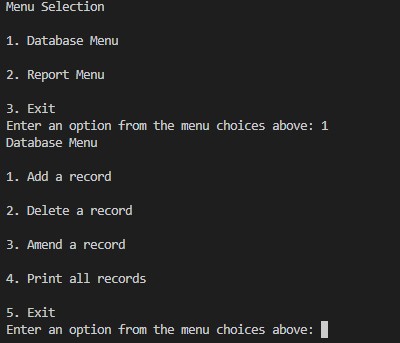 Menu Selection
1. Database Menu
2. Report Menu
3. Exit
Enter an option from the menu choices above: 1
Database Menu
1. Add a record
2. Delete a record
3. Amend a record
4. Print all records
5. Exit
Enter an option from the menu choices above: